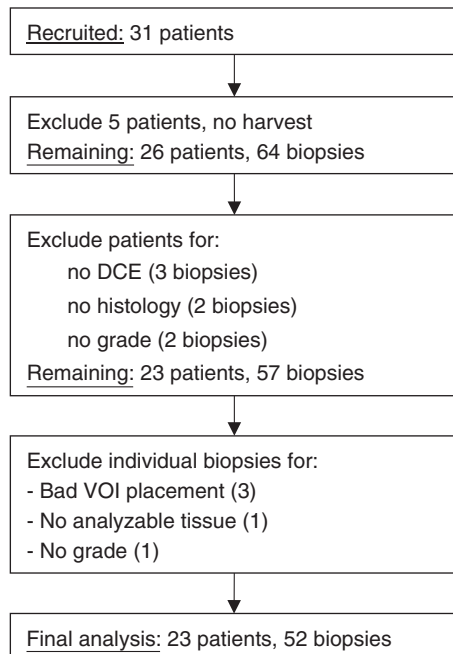 Recruited: 31 patients
Exclude 5 patients, no harvest
Remaining: 26 patients, 64 biopsies
Exclude patients for:
no DCE (3 biopsies)
no histology (2 biopsies)
no grade (2 biopsies)
Remaining: 23 patients, 57 biopsies
Exclude individual biopsies for:
- Bad VOI placement (3)
- No analyzable tissue (1)
- No grade (1)
Final analysis: 23 patients, 52 biopsies